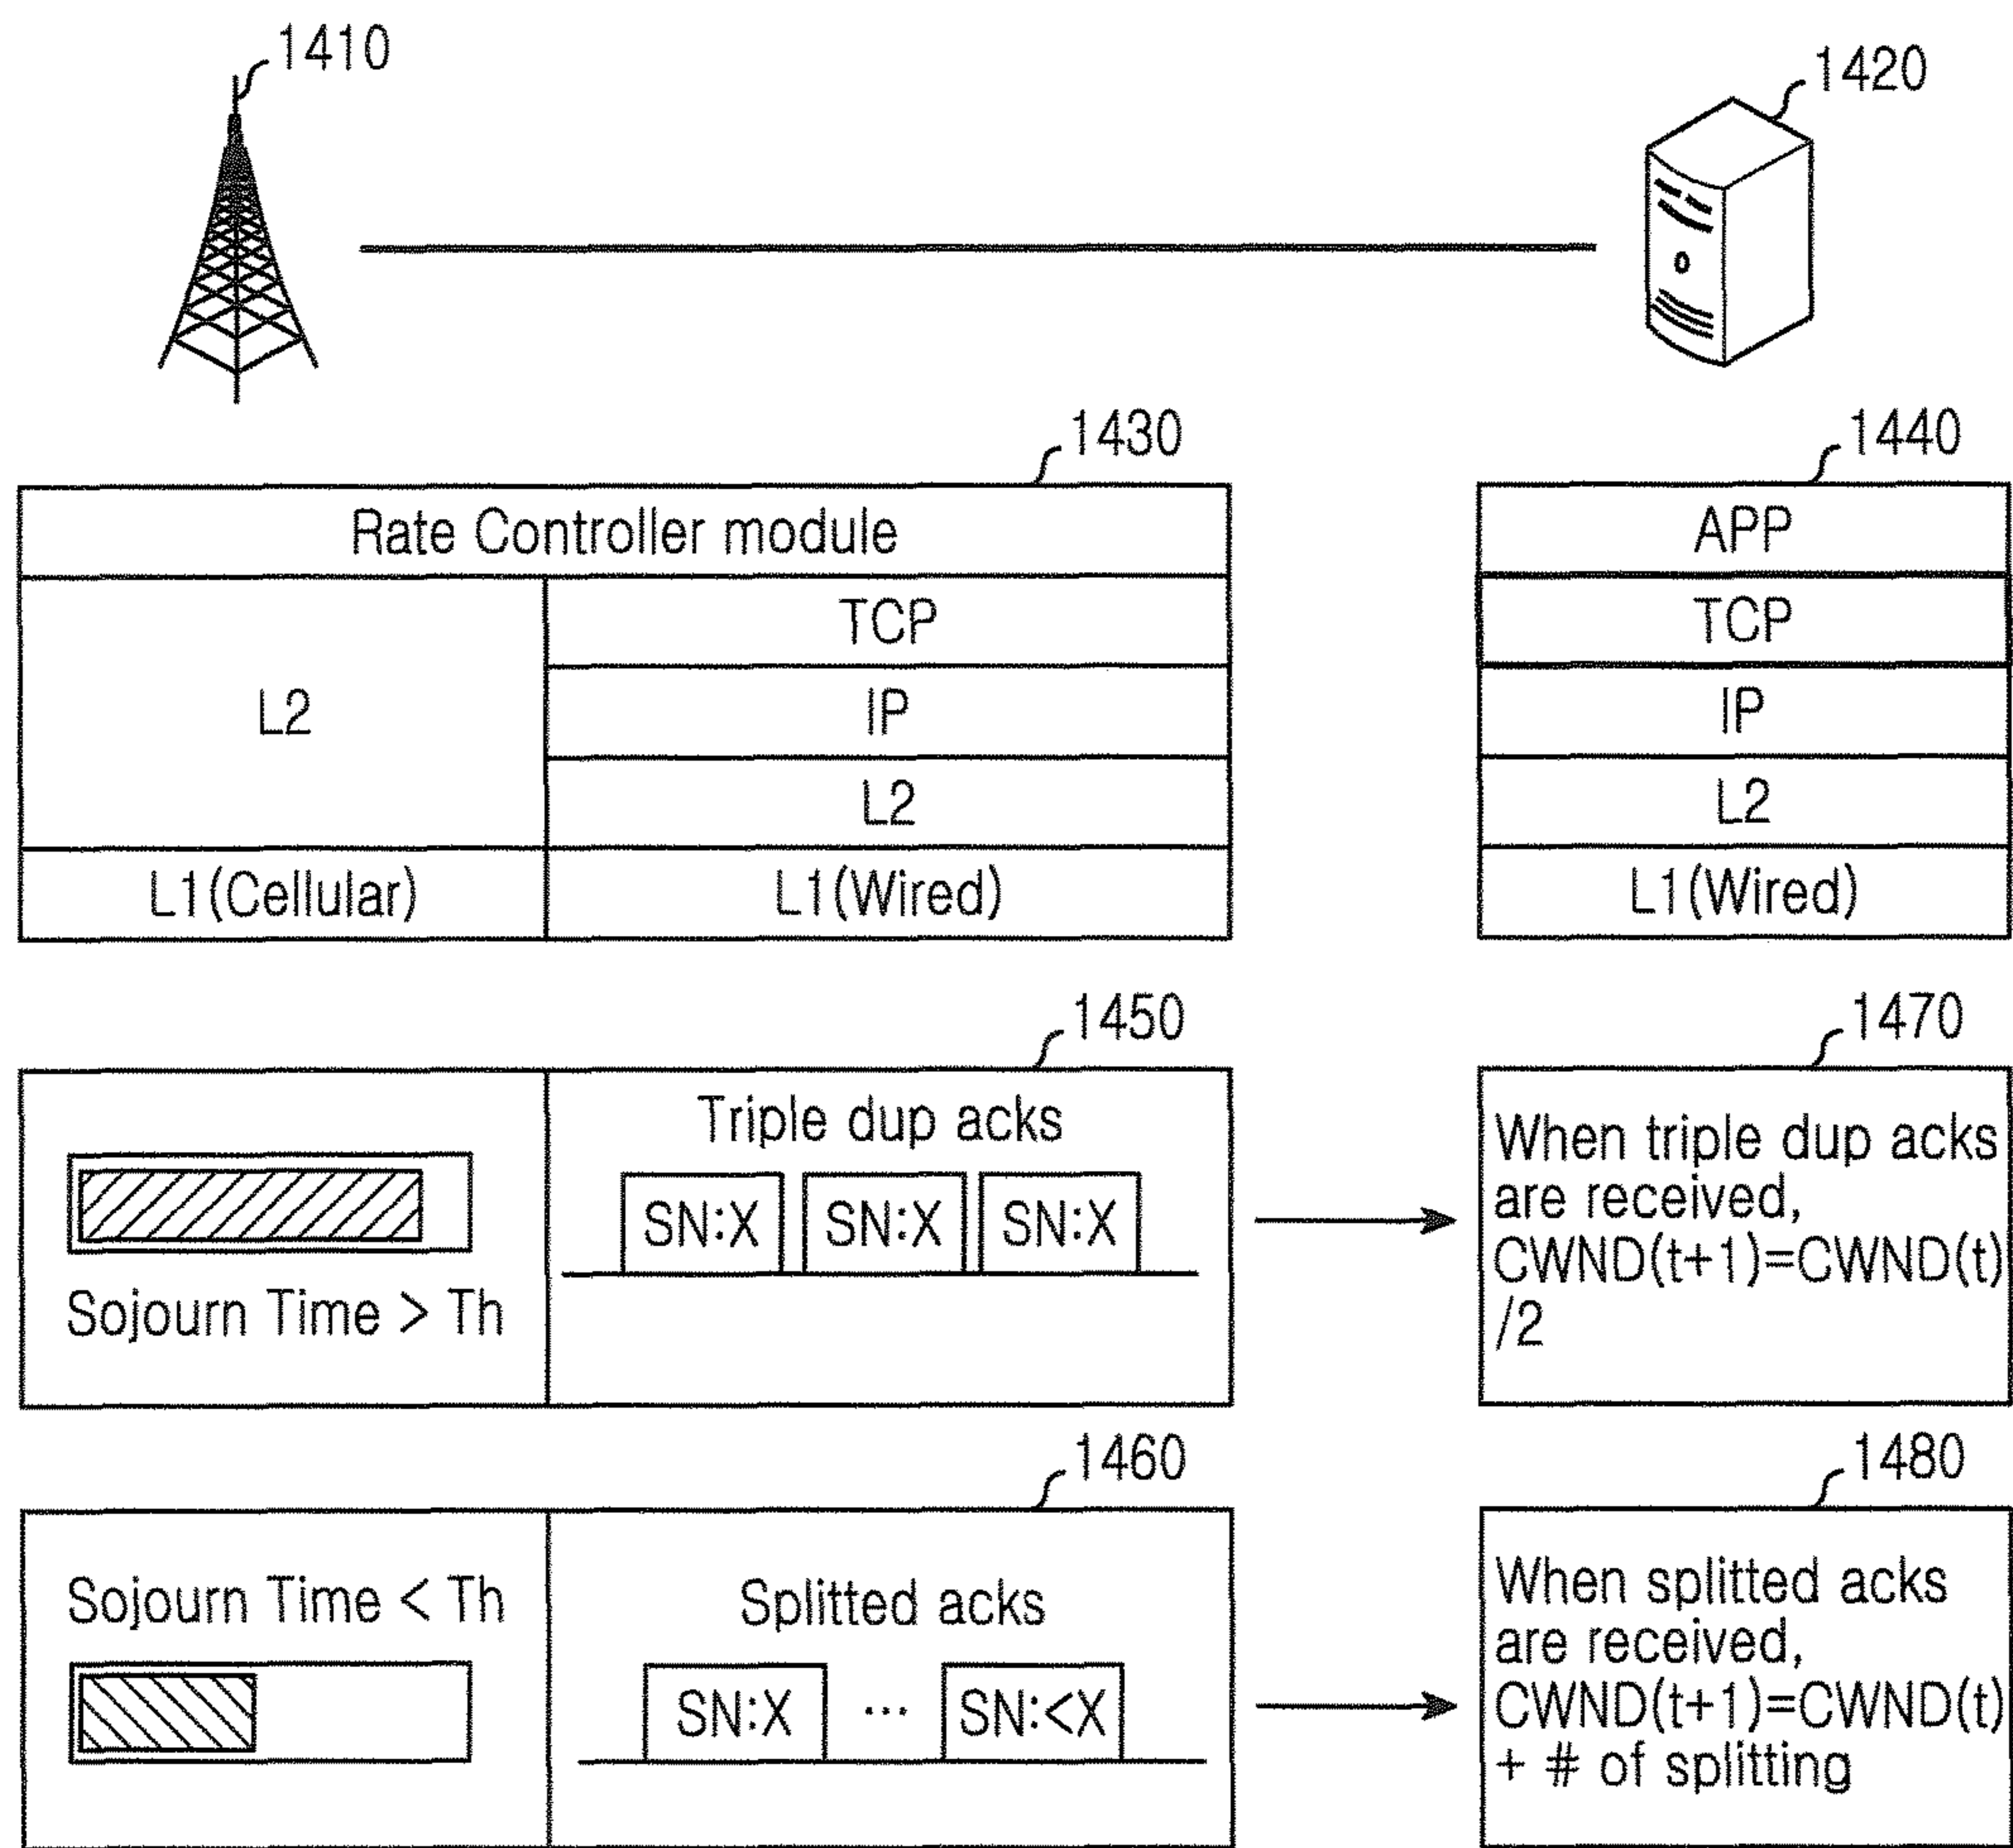 1410
1420
1430
1440
Rate Controller module
APP
L2
TCP
TCP
IP
IP
L2
L2
L1(Cellular)
L1(Wired)
L1(Wired)
1450
1470
Sojourn Time > Th
Triple dup acks
SN:X
SN:X
SN:X
When triple dup acks
are received,
CWND(t+1)=CWND(t)
/2
1460
1480
Sojourn Time < Th
Splitted acks
SN:X
...
SN:<X
When splitted acks
are received,
CWND(t+1)=CWND(t)
+ # of splitting